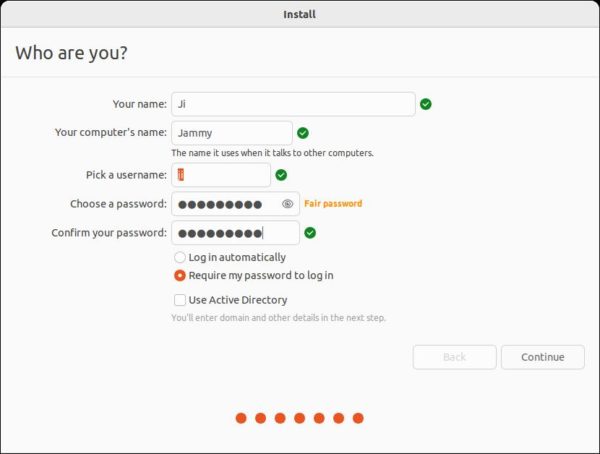 Install
Who are you?
Your name: Ji
Your computer's name: Jammy
The name it uses when it talks to other computers.
Pick a username: ji
Choose a password: ●●●●●●●●● Fair password
Confirm your password: ●●●●●●●●●
Log in automatically
Require my password to log in
Use Active Directory
You'll enter domain and other details in the next step.
Back Continue